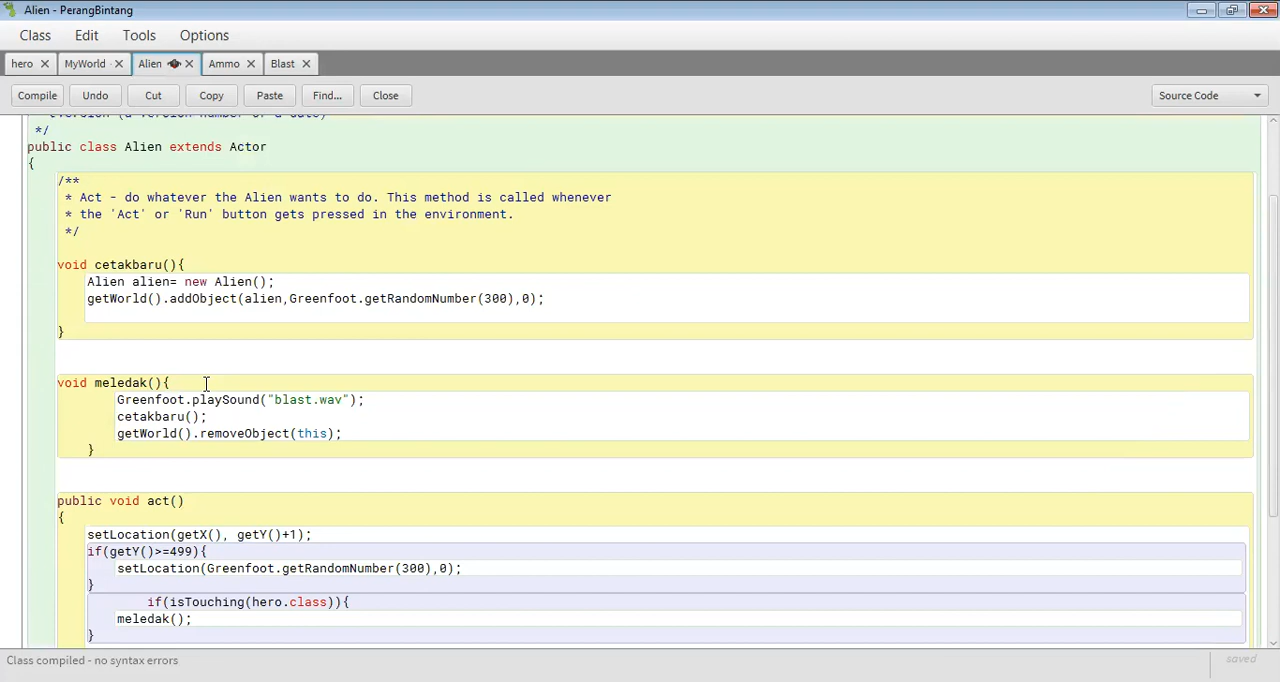 Alien - PerangBintang
Class Edit Tools Options
hero MyWorld Alien Ammo Blast
Compile Undo Cut Copy Paste Find... Close Source Code
*/
public class Alien extends Actor
{
/**
* Act - do whatever the Alien wants to do. This method is called whenever
* the 'Act' or 'Run' button gets pressed in the environment.
*/
void cetakbaru(){
Alien alien= new Alien();
getWorld().addObject(alien,Greenfoot.getRandomNumber(300),0);
}
void meledak(){
Greenfoot.playSound("blast.wav");
cetakbaru();
getWorld().removeObject(this);
}
public void act()
{
setLocation(getX(), getY()+1);
if(getY()>=499){
setLocation(Greenfoot.getRandomNumber(300),0);
}
if(isTouching(hero.class)){
meledak();
}
Class compiled - no syntax errors
saved